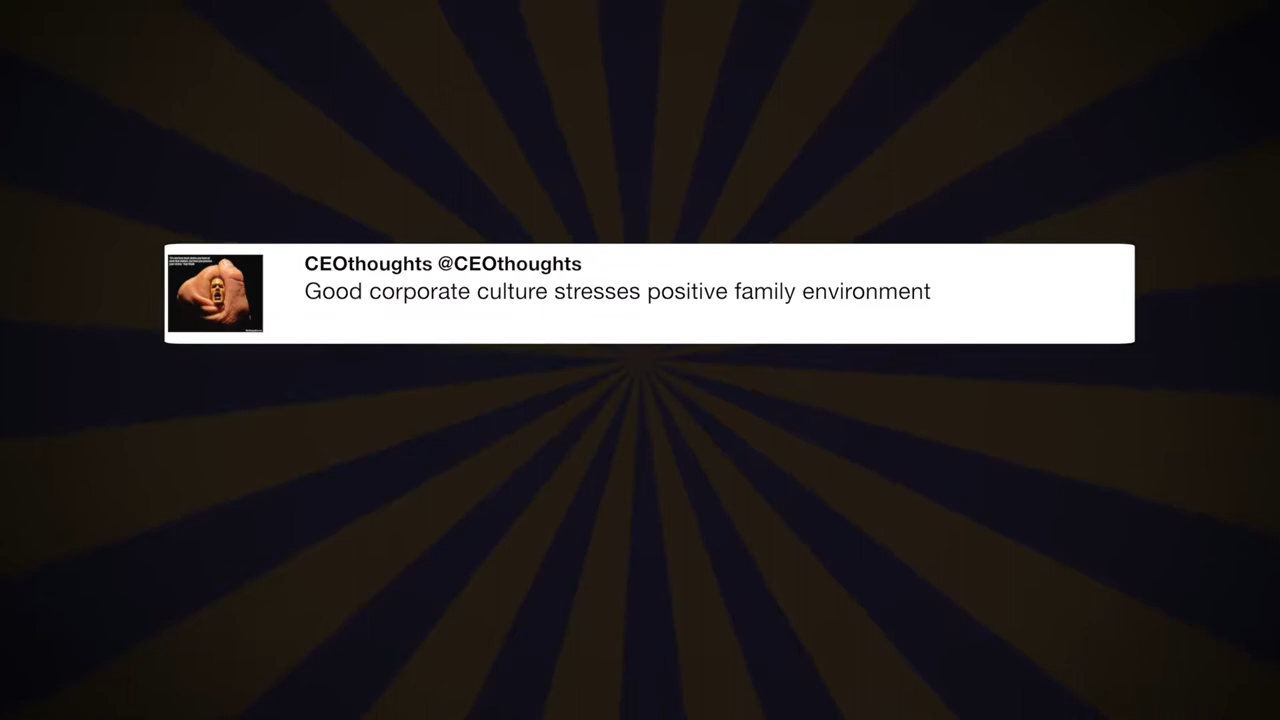 CEOthoughts @CEOthoughts
Good corporate culture stresses positive family environment